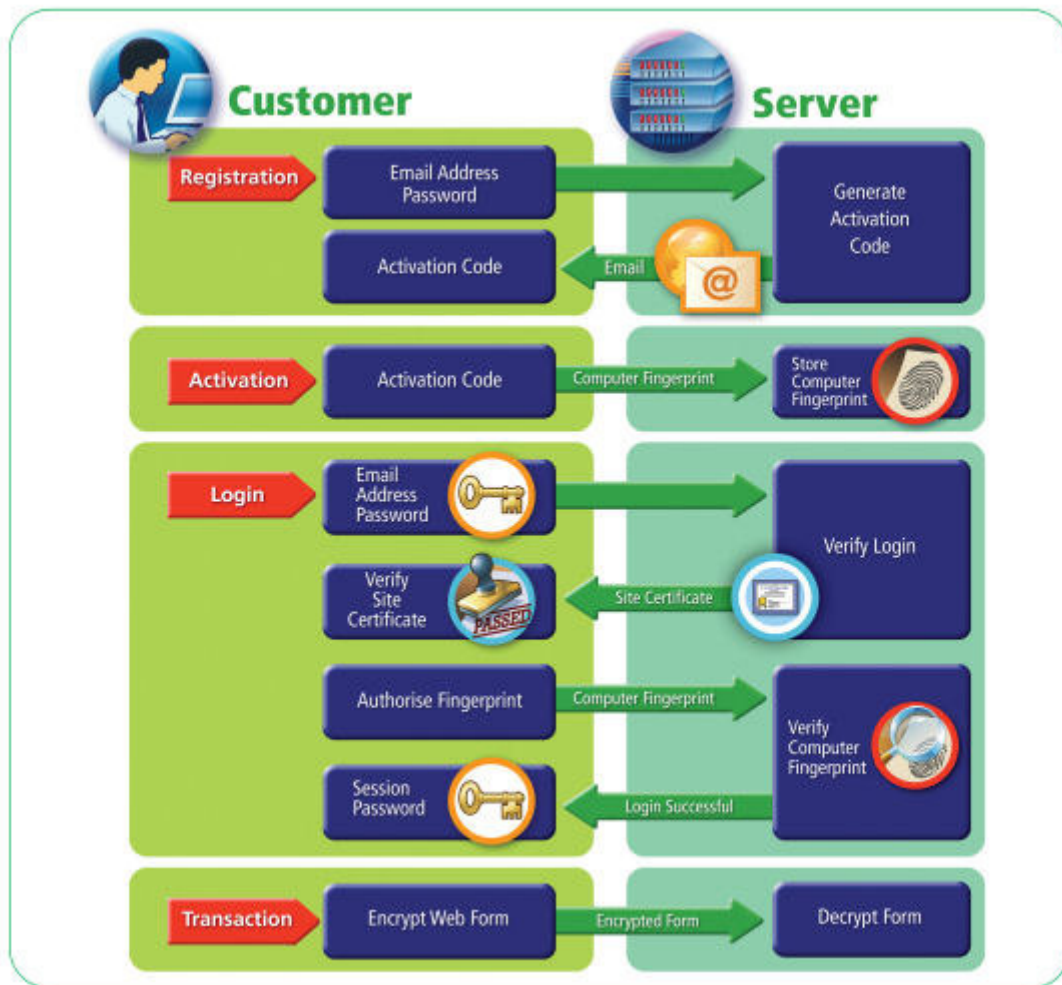 Customer
Server
Registration
Email Address
Password
Generate
Activation
Code
Activation Code
Email
@
Activation
Activation Code
Computer Fingerprint
Store
Computer
Fingerprint
Login
Email
Address
Password
Verify Login
Verify
Site
Certificate
PASSED
Site Certificate
Authorise Fingerprint
Computer Fingerprint
Verify
Computer
Fingerprint
Session
Password
Login Successful
Transaction
Encrypt Web Form
Encrypted Form
Decrypt Form